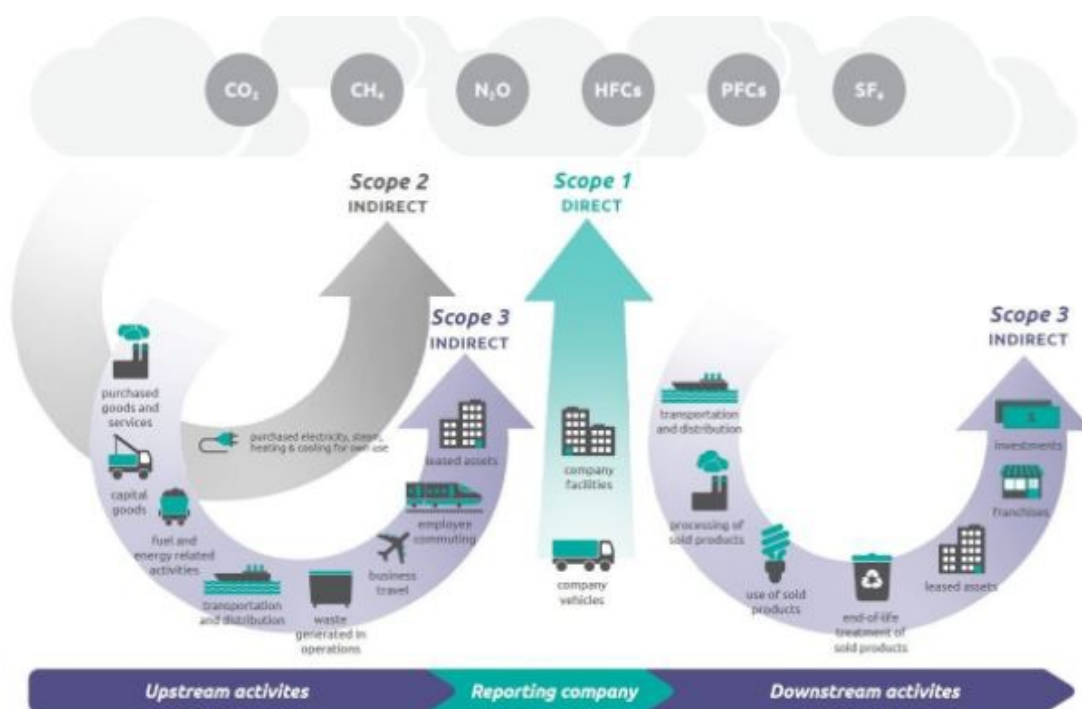 CO₂
CH₄
N₂O
HFCs
PFCs
SF₆
Scope 2
INDIRECT
Scope 1
DIRECT
Scope 3
INDIRECT
Scope 3
INDIRECT
purchased
goods and
services
capital
goods
fuel and
energy related
activities
purchased electricity, steam,
heating & cooling for own use
transportation
and distribution
waste
generated in
operations
business
travel
employee
commuting
leased assets
company
facilities
company
vehicles
transportation
and distribution
processing of
sold products
use of sold
products
end-of-life
treatment of
sold products
leased assets
franchises
investments
Upstream activites
Reporting company
Downstream activites